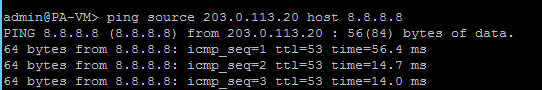 admin@PA-VM> ping source 203.0.113.20 host 8.8.8.8
PING 8.8.8.8 (8.8.8.8) from 203.0.113.20 : 56(84) bytes of data.
64 bytes from 8.8.8.8: icmp_seq=1 ttl=53 time=56.4 ms
64 bytes from 8.8.8.8: icmp_seq=2 ttl=53 time=14.7 ms
64 bytes from 8.8.8.8: icmp_seq=3 ttl=53 time=14.0 ms